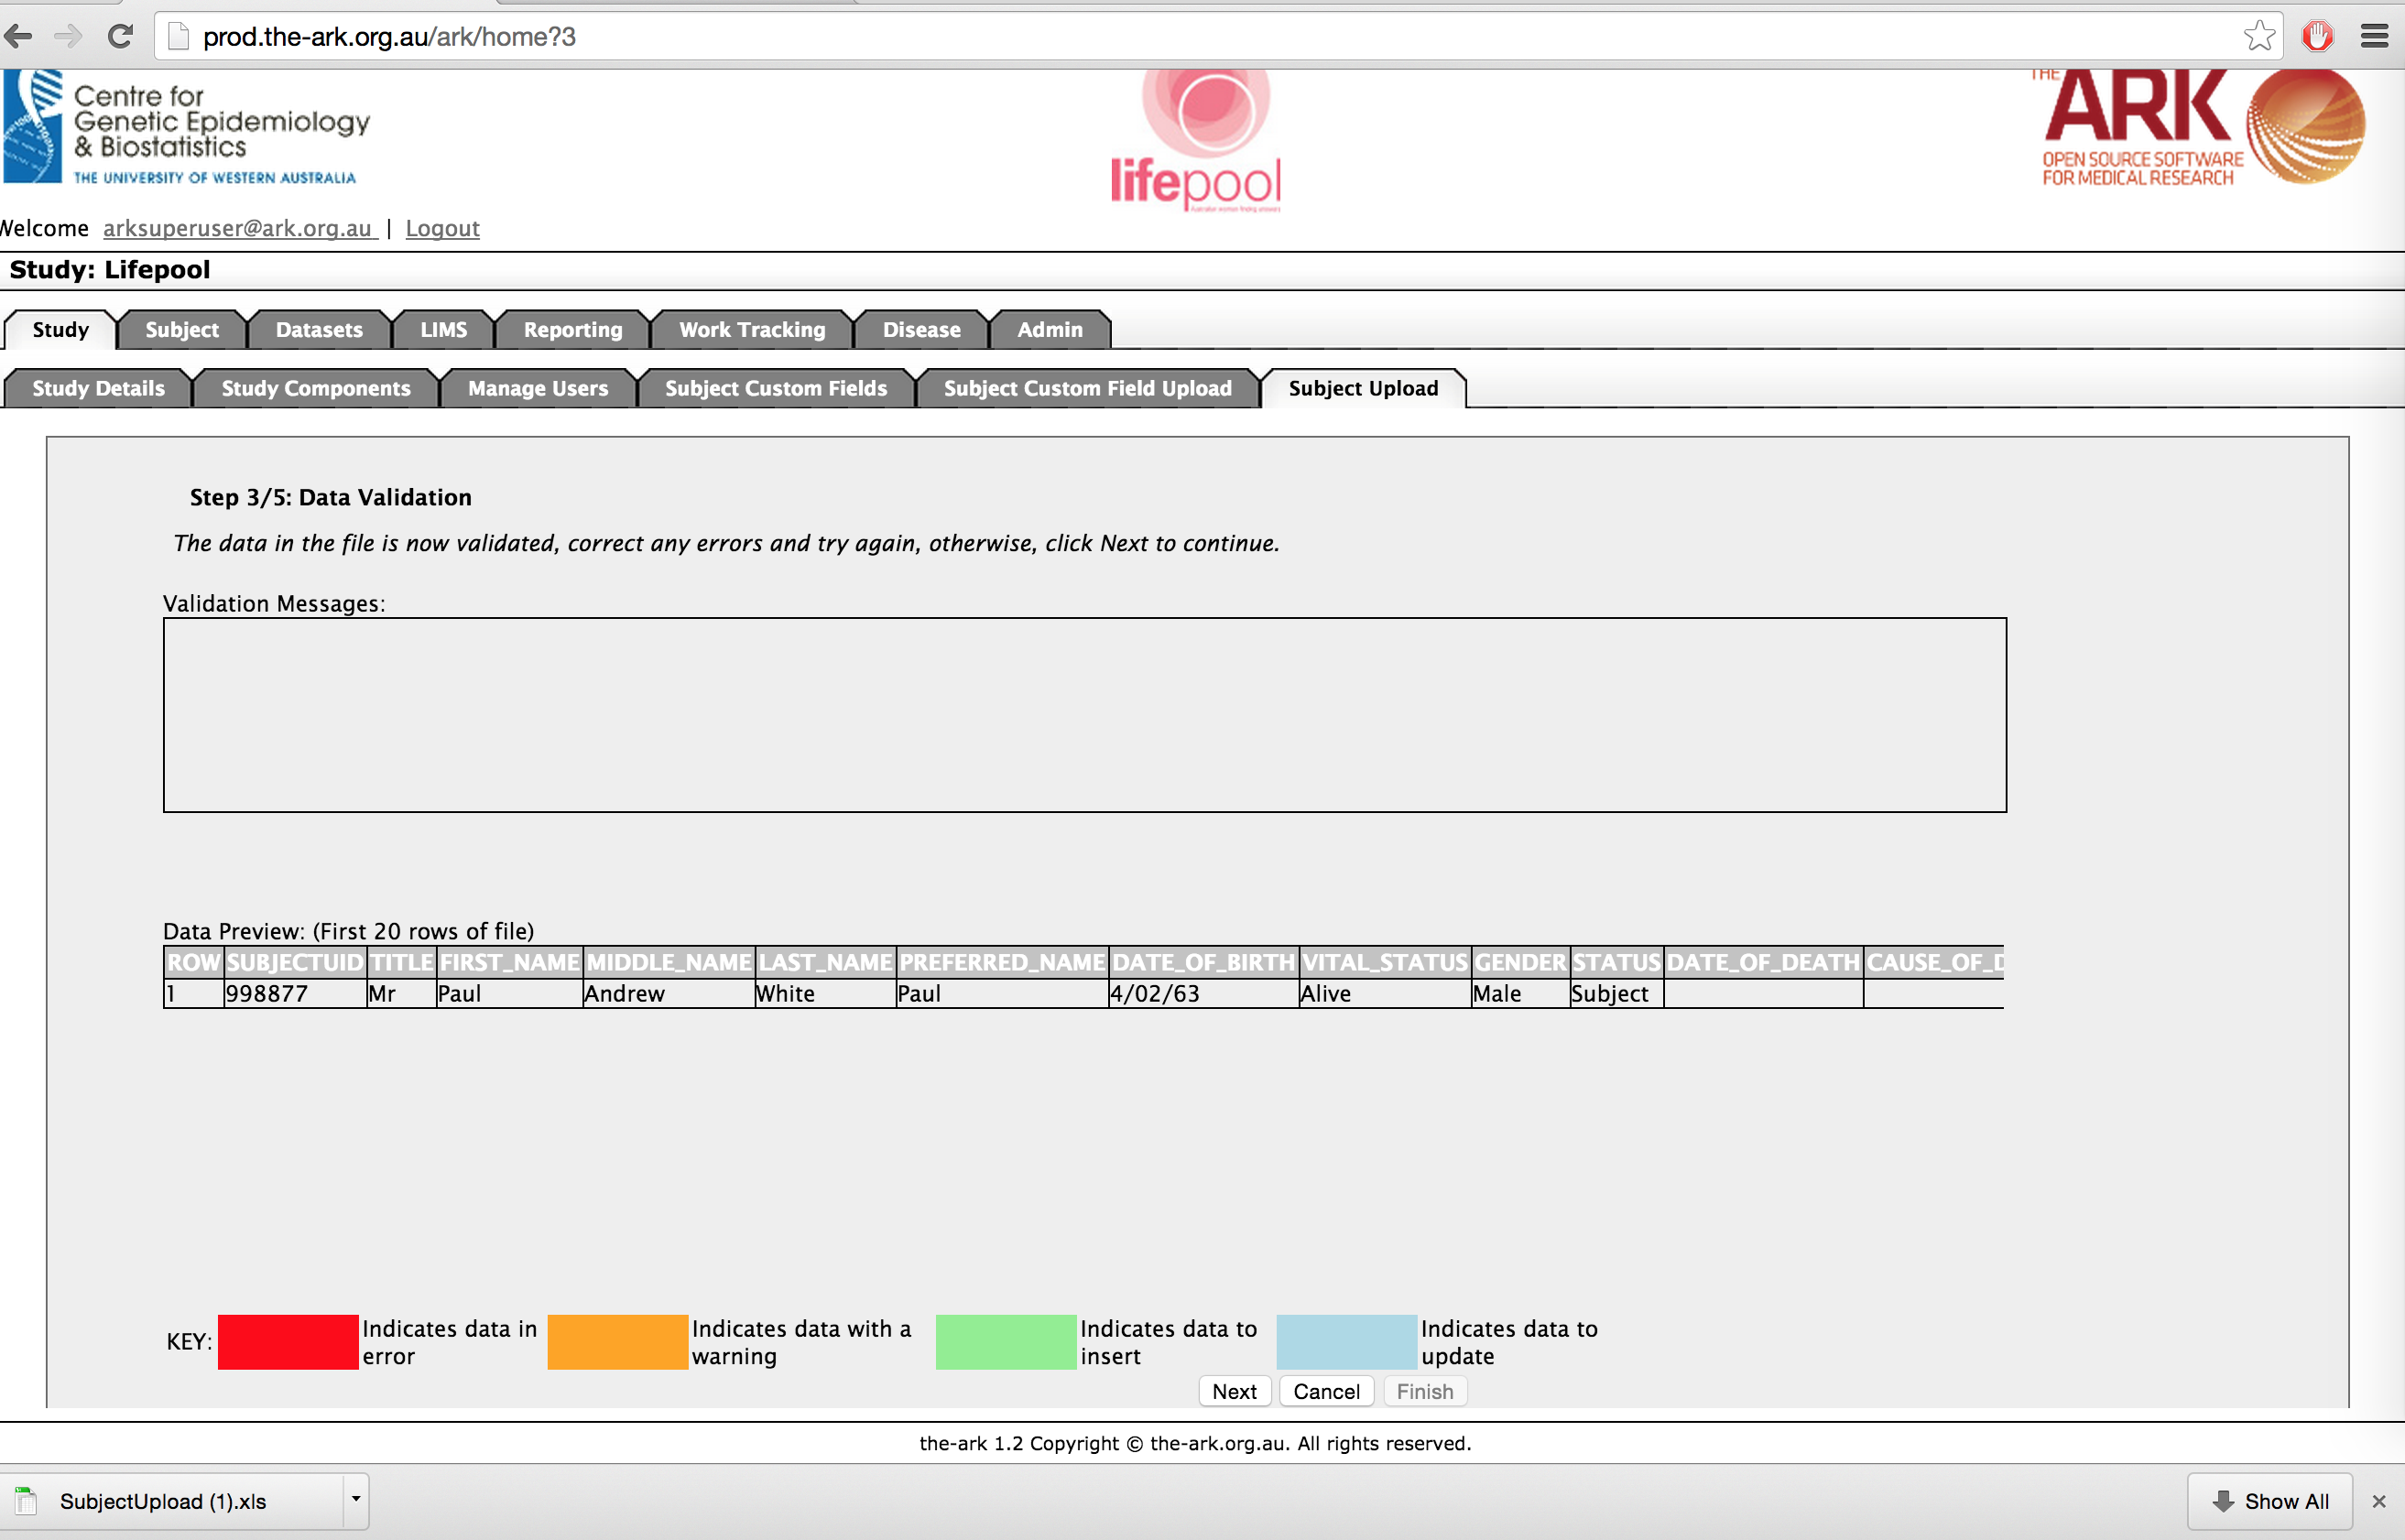 prod.the-ark.org.au/ark/home?3
Centre for
Genetic Epidemiology
& Biostatistics
THE UNIVERSITY OF WESTERN AUSTRALIA
lifepool
Australian women finding answers
THE
ARK
OPEN SOURCE SOFTWARE
FOR MEDICAL RESEARCH
Welcome arksuperuser@ark.org.au | Logout
Study: Lifepool
Study Subject Datasets LIMS Reporting Work Tracking Disease Admin
Study Details Study Components Manage Users Subject Custom Fields Subject Custom Field Upload Subject Upload
Step 3/5: Data Validation
The data in the file is now validated, correct any errors and try again, otherwise, click Next to continue.
Validation Messages:
Data Preview: (First 20 rows of file)
ROW SUBJECTUID TITLE FIRST_NAME MIDDLE_NAME LAST_NAME PREFERRED_NAME DATE_OF_BIRTH VITAL_STATUS GENDER STATUS DATE_OF_DEATH CAUSE_OF_D
1 998877 Mr Paul Andrew White Paul 4/02/63 Alive Male Subject
KEY: Indicates data in error Indicates data with a warning Indicates data to insert Indicates data to update
Next Cancel Finish
the-ark 1.2 Copyright © the-ark.org.au. All rights reserved.
SubjectUpload (1).xls
Show All